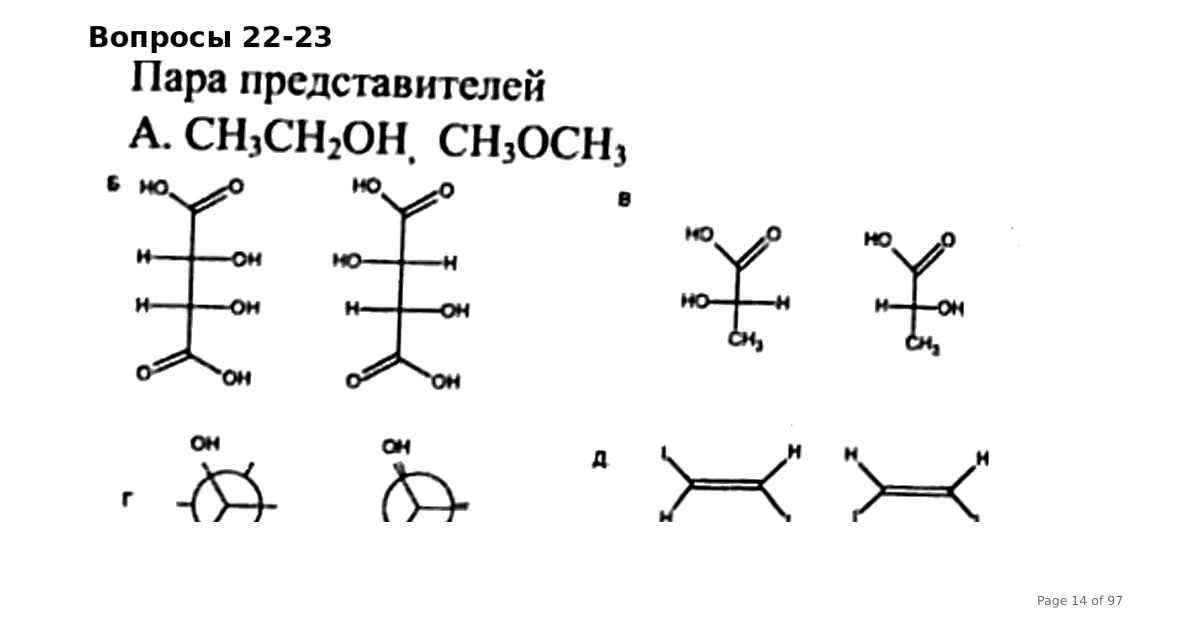 Вопросы 22-23
Пара представителей
А. CH₃CH₂OH, CH₃OCH₃
Б HO O HO O
H OH HO H
H OH H OH
O OH O OH
В HO O HO O
HO H H OH
CH₃ CH₃
Г OH OH
Д I H H H
H I I I
Page 14 of 97